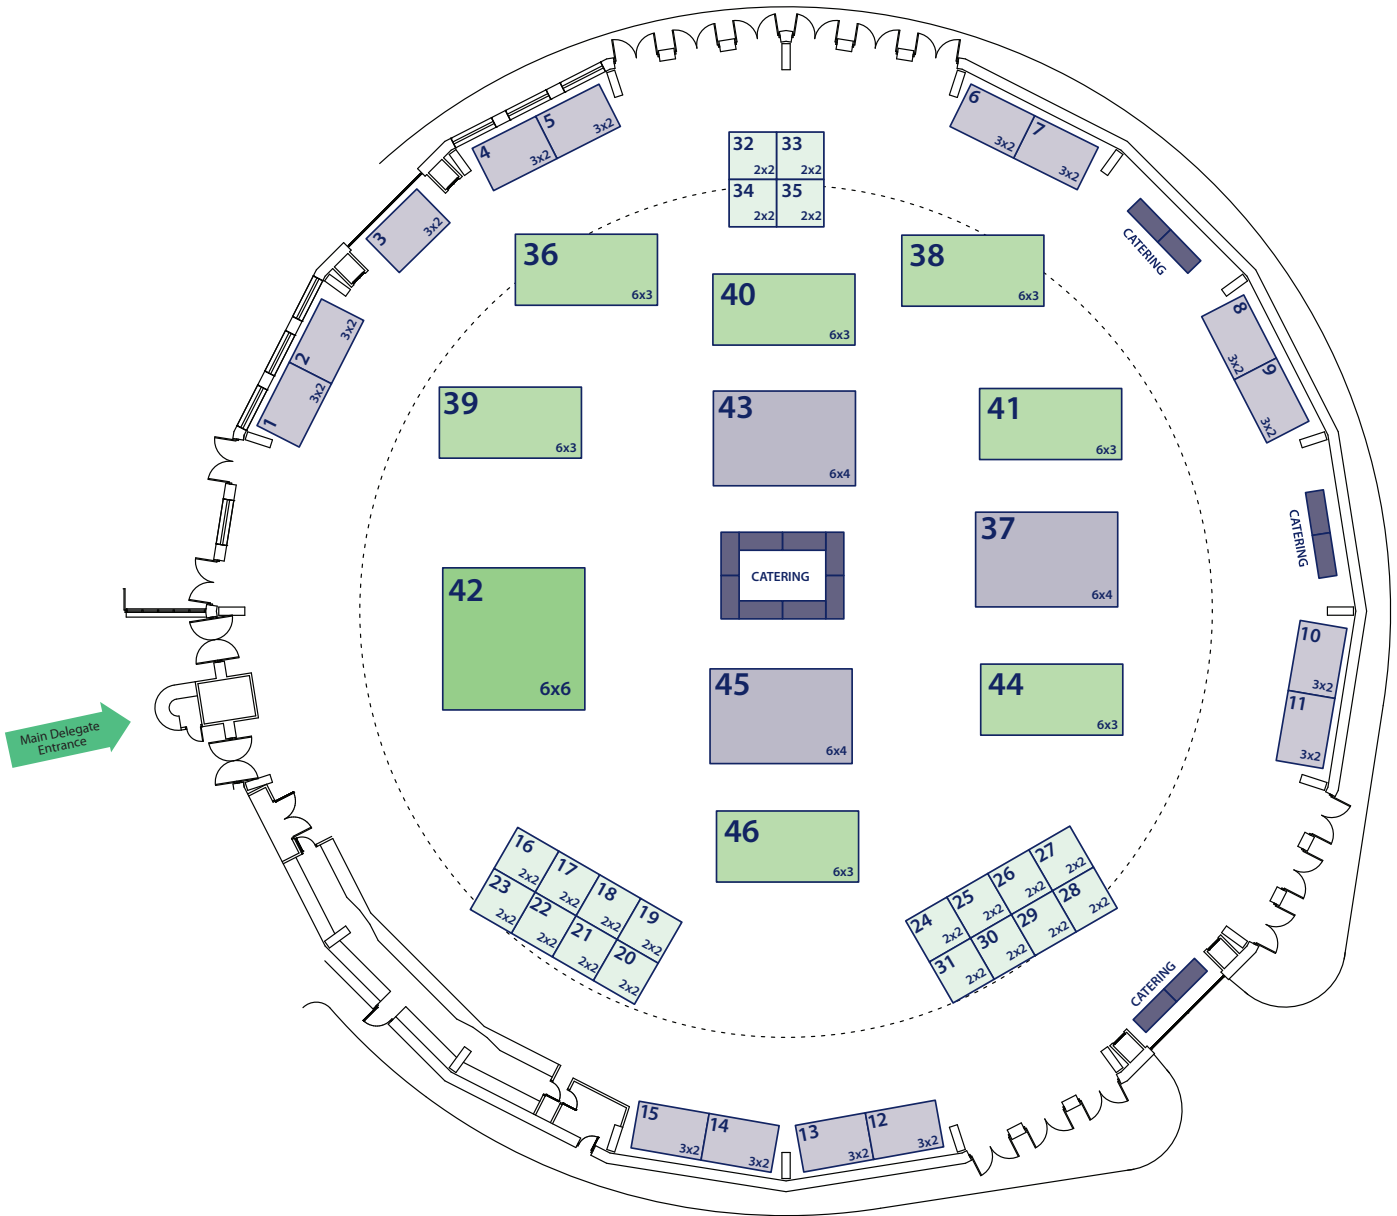 6
3x2
7
3x2
5
3x2
4
3x2
32
2x2
33
2x2
34
2x2
35
2x2
3
3x2
CATERING
36
6x3
38
6x3
40
6x3
2
3x2
1
3x2
8
3x2
9
3x2
39
6x3
43
6x4
41
6x3
CATERING
37
6x4
CATERING
42
6x6
10
3x2
11
3x2
45
6x4
44
6x3
Main Delegate
Entrance
46
6x3
16
2x2
17
2x2
18
2x2
19
2x2
23
2x2
22
2x2
21
2x2
20
2x2
27
2x2
26
2x2
25
2x2
24
2x2
28
2x2
29
2x2
30
2x2
31
2x2
CATERING
15
3x2
14
3x2
13
3x2
12
3x2